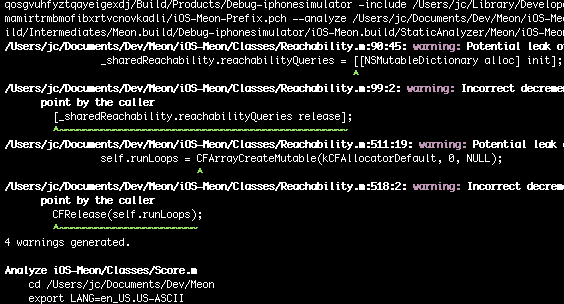 qosgvuhfyztqayeigexdj/Build/Products/Debug-iphonesimulator -include /Users/jc/Library/Develop
mamirtrmbmofibxrtvcnovkadli/iOS-Meon-Prefix.pch --analyze /Users/jc/Documents/Dev/Meon/iOS-M
ild/Intermediates/Meon.build/Debug-iphonesimulator/iOS-Meon.build/StaticAnalyzer/Meon/iOS-Me
/Users/jc/Documents/Dev/Meon/iOS-Meon/Classes/Reachability.m:90:45: warning: Potential leak o
_sharedReachability.reachabilityQueries = [[NSMutableDictionary alloc] init];
^
/Users/jc/Documents/Dev/Meon/iOS-Meon/Classes/Reachability.m:99:2: warning: Incorrect decreme
point by the caller
[_sharedReachability.reachabilityQueries release];
^~~~~~~~~~~~~~~~~~~~~~~~~~~~~~~~~~~~~~~~~~~~~~~~~
/Users/jc/Documents/Dev/Meon/iOS-Meon/Classes/Reachability.m:511:19: warning: Potential leak
self.runLoops = CFArrayCreateMutable(kCFAllocatorDefault, 0, NULL);
^
/Users/jc/Documents/Dev/Meon/iOS-Meon/Classes/Reachability.m:518:2: warning: Incorrect decrem
point by the caller
CFRelease(self.runLoops);
^~~~~~~~~~~~~~~~~~~~~~~~
4 warnings generated.
Analyze iOS-Meon/Classes/Score.m
cd /Users/jc/Documents/Dev/Meon
export LANG=en_US.US-ASCII